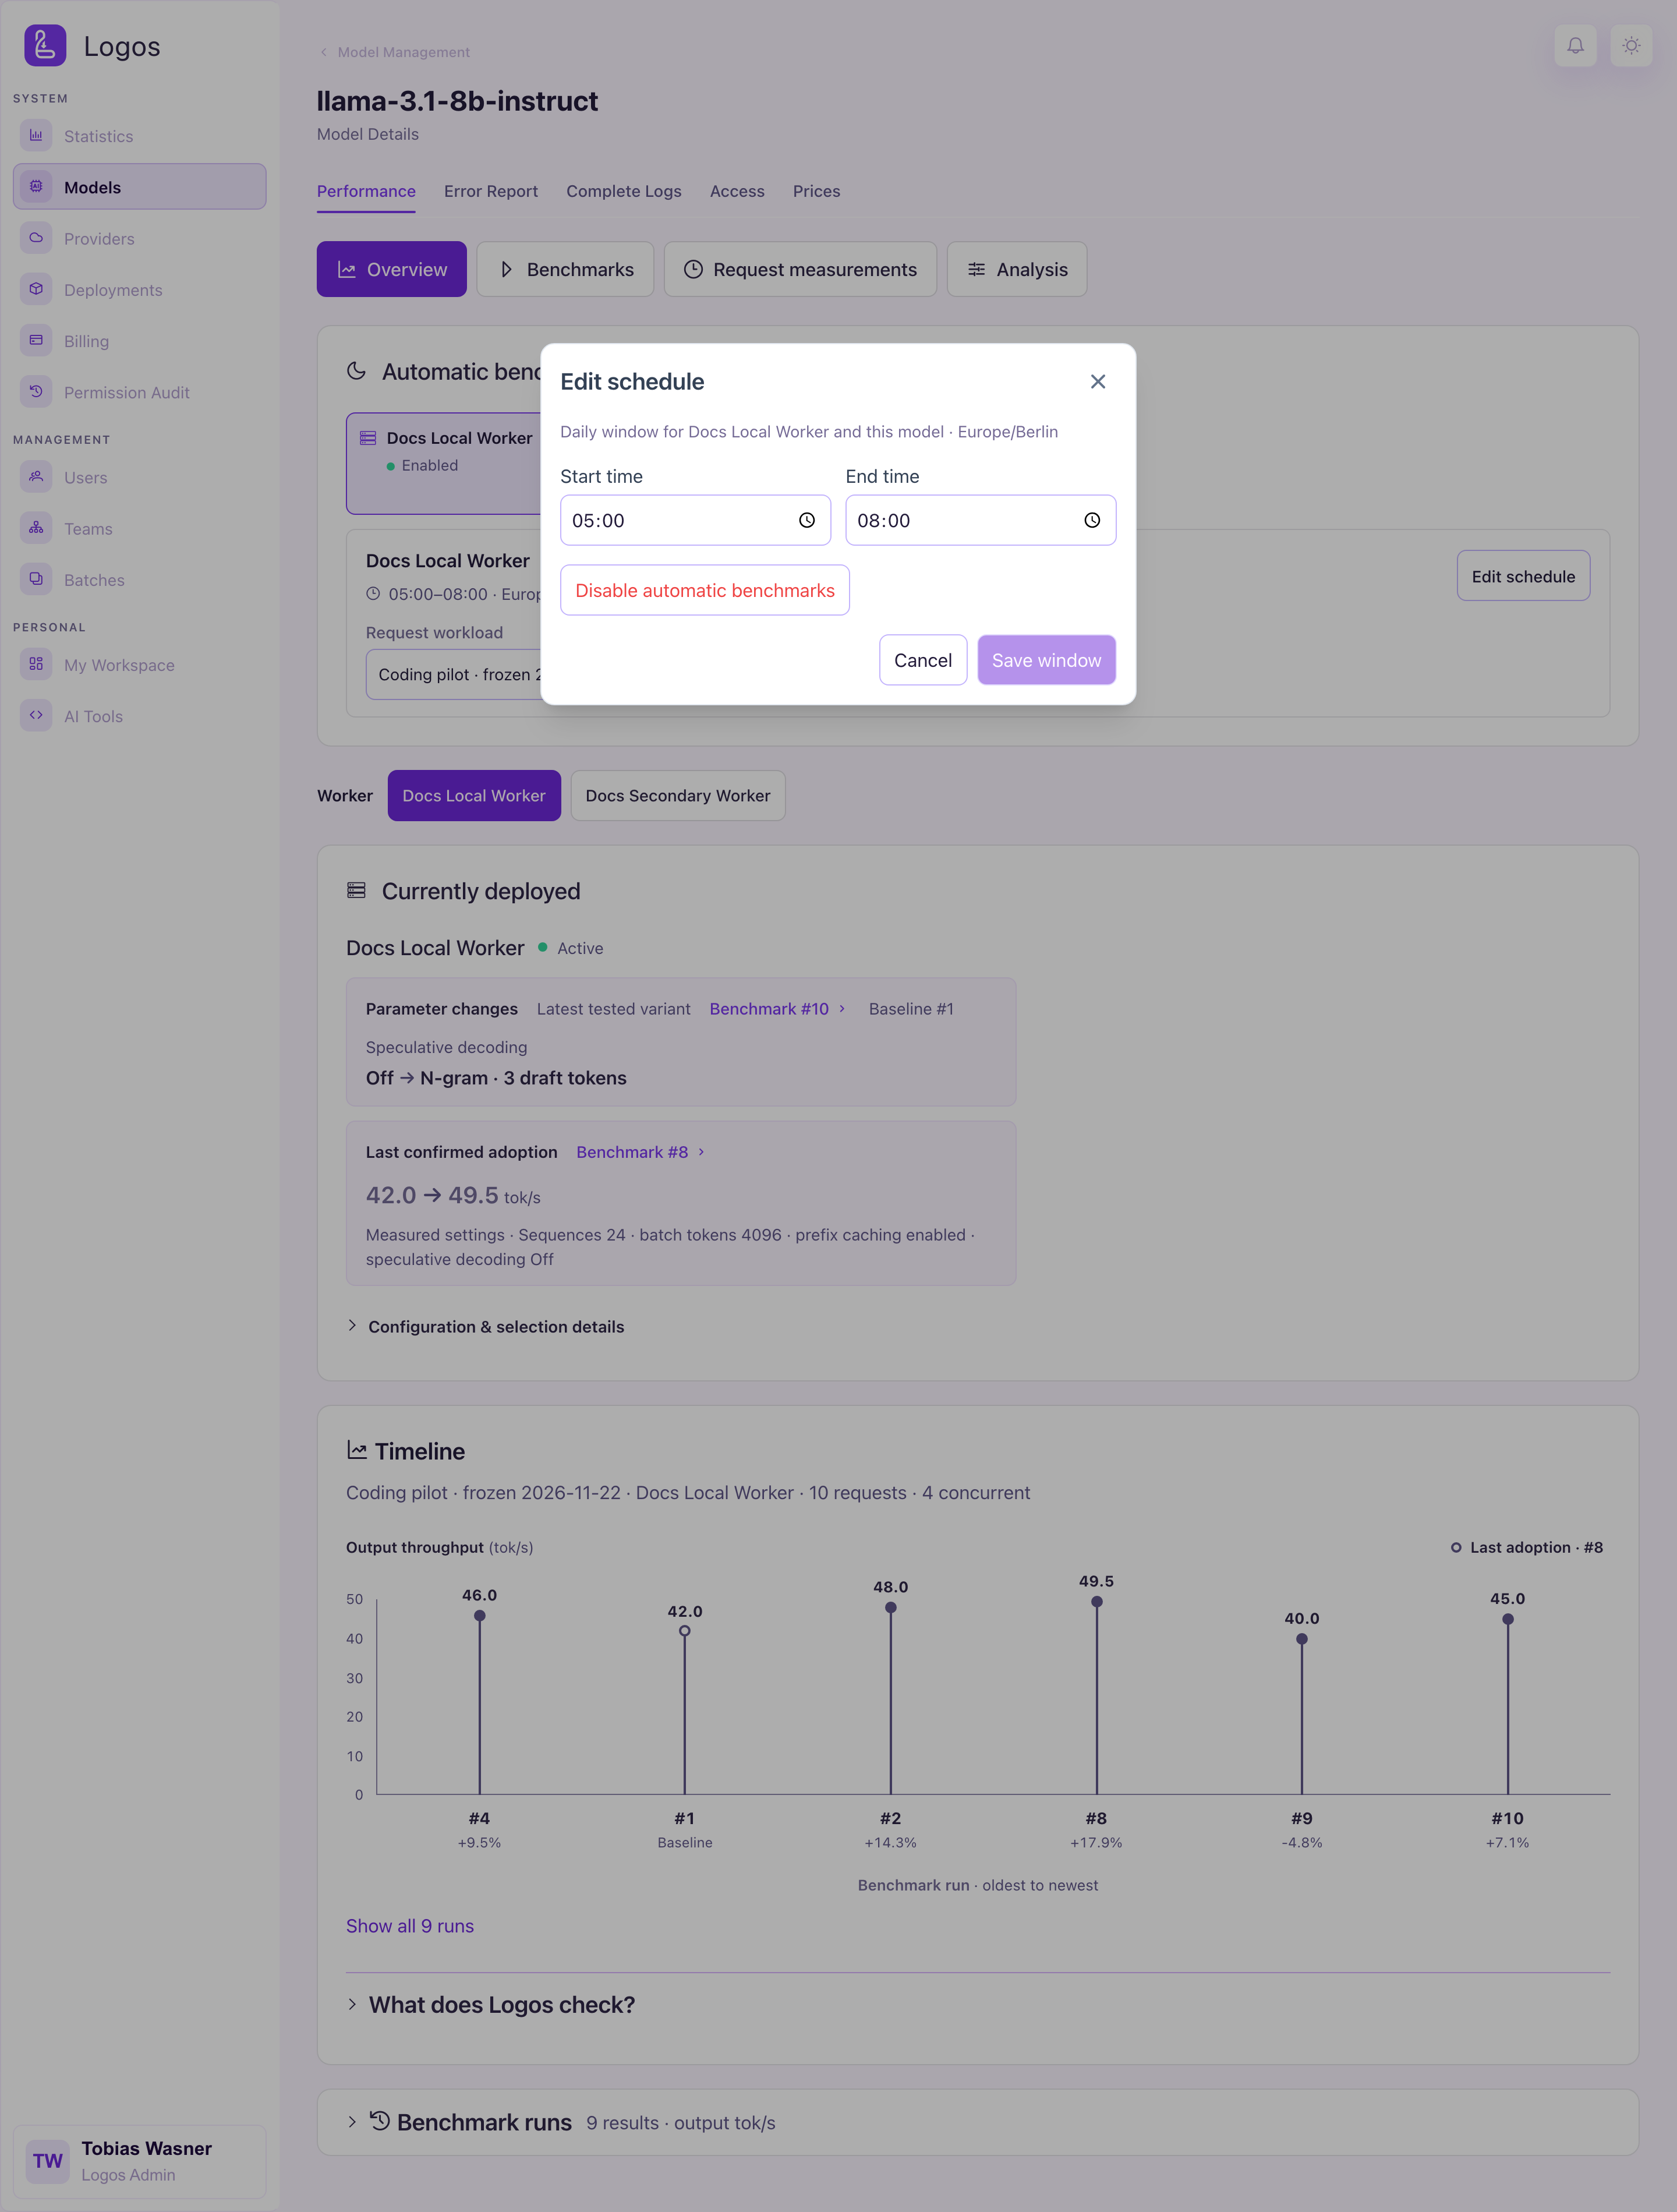 Logos
SYSTEM
Statistics
Models
Providers
Deployments
Billing
Permission Audit
MANAGEMENT
Users
Teams
Batches
PERSONAL
My Workspace
AI Tools
TW
Tobias Wasner
Logos Admin
Model Management
llama-3.1-8b-instruct
Model Details
Performance Error Report Complete Logs Access Prices
Overview Benchmarks Request measurements Analysis
Automatic benc
Docs Local Worker
Enabled
Docs Local Worker
05:00–08:00 · Europ
Edit schedule
Request workload
Coding pilot · frozen 2
Edit schedule
Daily window for Docs Local Worker and this model · Europe/Berlin
Start time End time
05:00 08:00
Disable automatic benchmarks
Cancel Save window
Worker Docs Local Worker Docs Secondary Worker
Currently deployed
Docs Local Worker Active
Parameter changes Latest tested variant Benchmark #10 Baseline #1
Speculative decoding
Off → N-gram · 3 draft tokens
Last confirmed adoption Benchmark #8
42.0 → 49.5 tok/s
Measured settings · Sequences 24 · batch tokens 4096 · prefix caching enabled ·
speculative decoding Off
Configuration & selection details
Timeline
Coding pilot · frozen 2026-11-22 · Docs Local Worker · 10 requests · 4 concurrent
Output throughput (tok/s) Last adoption · #8
50
40
30
20
10
0
46.0 42.0 48.0 49.5 40.0 45.0
#4 #1 #2 #8 #9 #10
+9.5% Baseline +14.3% +17.9% -4.8% +7.1%
Benchmark run · oldest to newest
Show all 9 runs
What does Logos check?
Benchmark runs 9 results · output tok/s